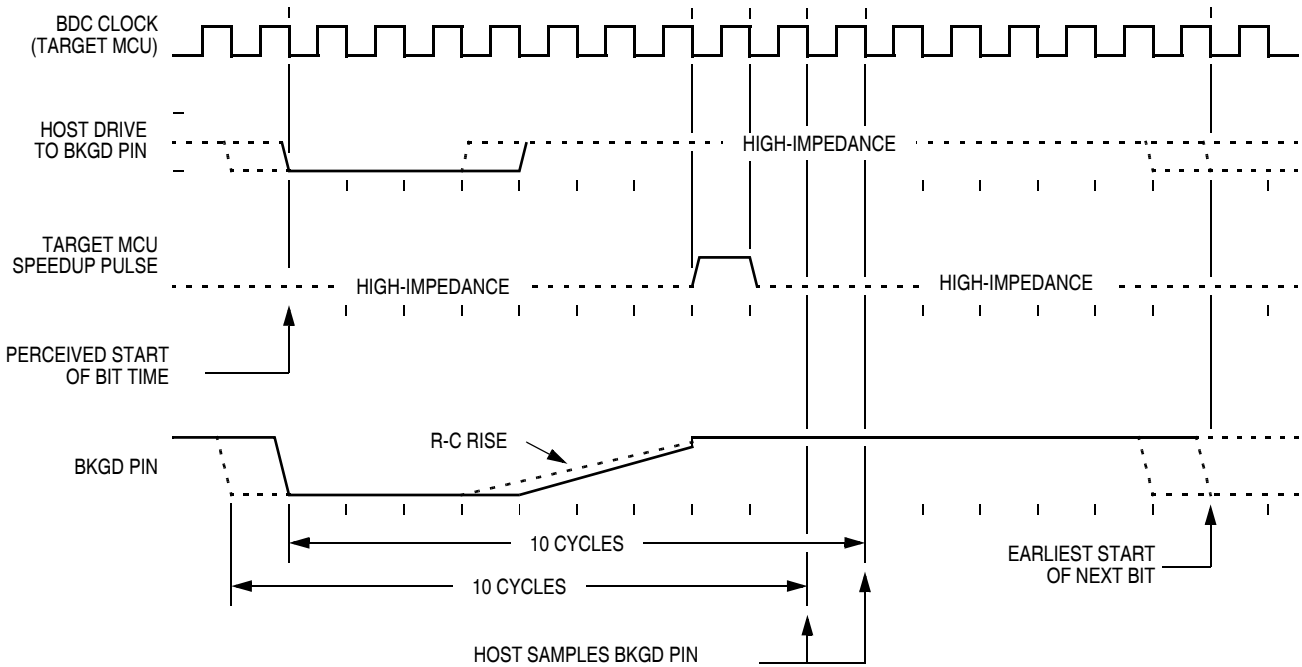 BDC CLOCK
(TARGET MCU)
HOST DRIVE
TO BKGD PIN
HIGH-IMPEDANCE
TARGET MCU
SPEEDUP PULSE
HIGH-IMPEDANCE
HIGH-IMPEDANCE
PERCEIVED START
OF BIT TIME
R-C RISE
BKGD PIN
10 CYCLES
EARLIEST START
OF NEXT BIT
10 CYCLES
HOST SAMPLES BKGD PIN